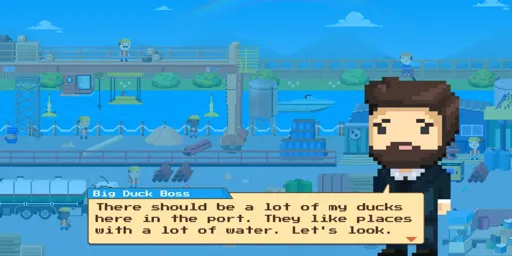 Big Duck Boss
There should be a lot of my ducks
here in the port. They like places
with a lot of water. Let's look.